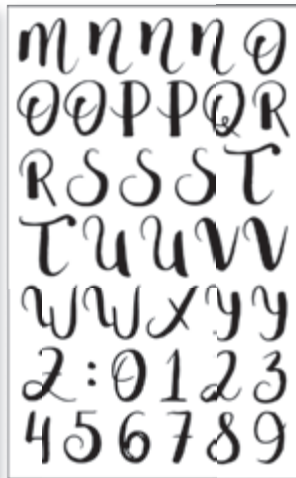 M N N N O
O O P P Q R
R S S S T
T U U V V
W W X Y Y
Z : 0 1 2 3
4 5 6 7 8 9